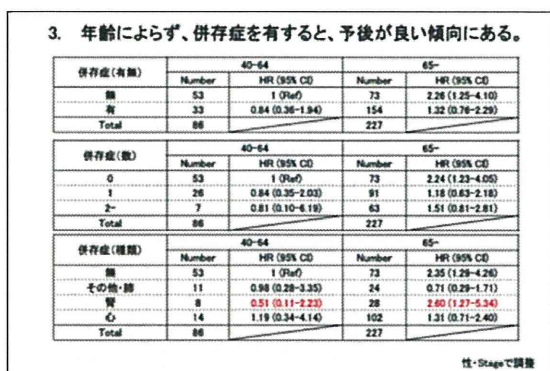 3. 年齢によらず、併存症を有すると、予後が良い傾向にある。
併存症(有無) 40-64 65-
Number HR (95% CI) Number HR (95% CI)
無 53 1 (Ref) 73 2.26 (1.25-4.10)
有 33 0.84 (0.36-1.94) 154 1.32 (0.76-2.29)
Total 86 227
併存症(数) 40-64 65-
Number HR (95% CI) Number HR (95% CI)
0 53 1 (Ref) 73 2.24 (1.23-4.05)
1 26 0.84 (0.35-2.03) 91 1.18 (0.63-2.18)
2- 7 0.81 (0.10-6.19) 63 1.51 (0.81-2.81)
Total 86 227
併存症(種類) 40-64 65-
Number HR (95% CI) Number HR (95% CI)
無 53 1 (Ref) 73 2.35 (1.29-4.26)
その他・肺 11 0.98 (0.28-3.35) 24 0.71 (0.29-1.71)
腎 8 0.51 (0.11-2.23) 28 2.60 (1.27-5.34)
心 14 1.19 (0.34-4.14) 102 1.31 (0.71-2.40)
Total 86 227
性・Stageで調整